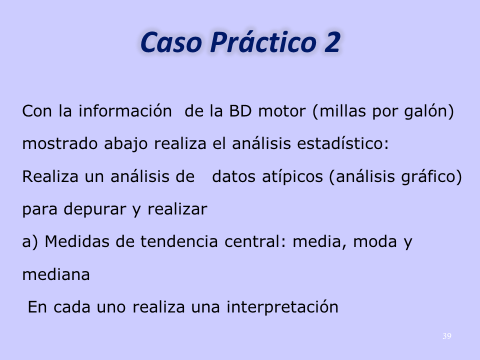 Caso Práctico 2
Con la información de la BD motor (millas por galón)
mostrado abajo realiza el análisis estadístico:
Realiza un análisis de datos atípicos (análisis gráfico)
para depurar y realizar
a) Medidas de tendencia central: media, moda y
mediana
En cada uno realiza una interpretación
39